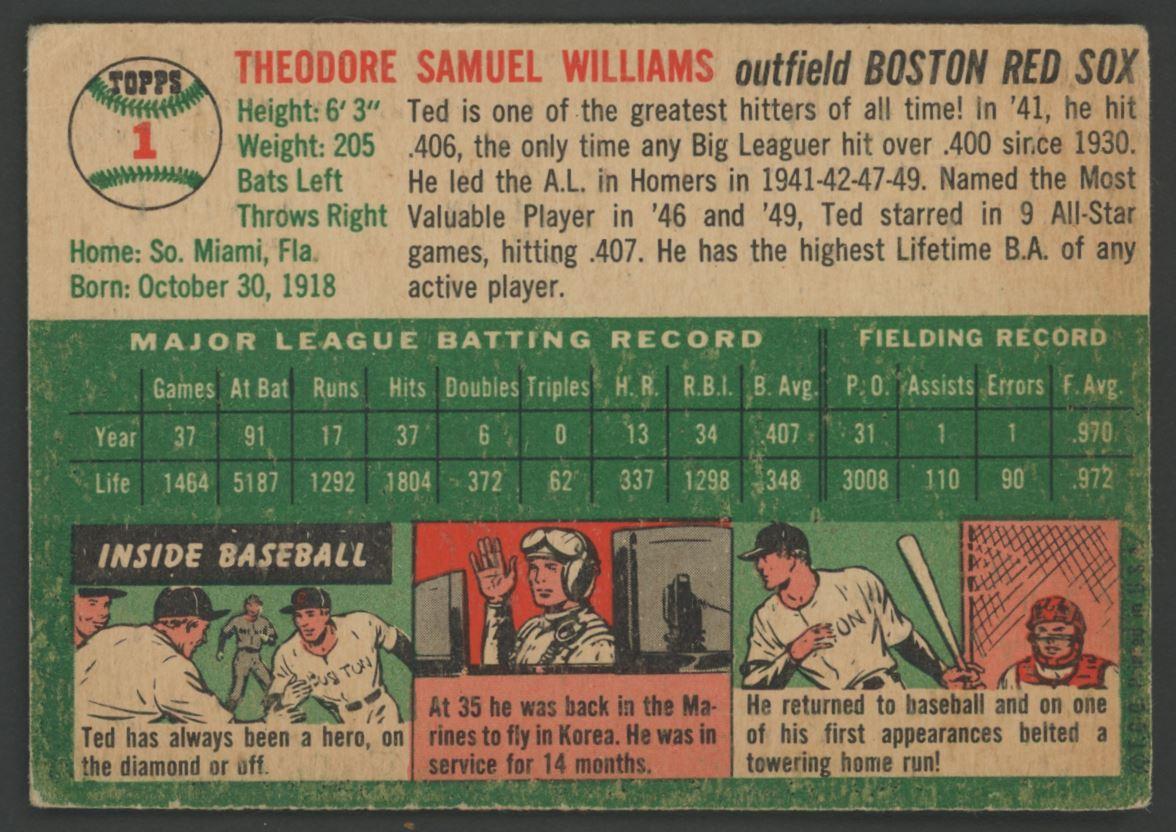 TOPPS
1
THEODORE SAMUEL WILLIAMS outfield BOSTON RED SOX
Height: 6' 3"
Weight: 205
Bats Left
Throws Right
Home: So. Miami, Fla.
Born: October 30, 1918
Ted is one of the greatest hitters of all time! In '41, he hit
.406, the only time any Big Leaguer hit over .400 since 1930.
He led the A.L. in Homers in 1941-42-47-49. Named the Most
Valuable Player in '46 and '49, Ted starred in 9 All-Star
games, hitting .407. He has the highest Lifetime B.A. of any
active player.
MAJOR LEAGUE BATTING RECORD FIELDING RECORD
Games At Bat Runs Hits Doubles Triples H. R. R.B.I. B. Avg. P. O. Assists Errors F. Avg.
Year 37 91 17 37 6 0 13 34 .407 31 1 1 .970
Life 1464 5187 1292 1804 372 62 337 1298 .348 3008 110 90 .972
INSIDE BASEBALL
Ted has always been a hero, on
the diamond or off.
At 35 he was back in the Ma-
rines to fly in Korea. He was in
service for 14 months.
He returned to baseball and on one
of his first appearances belted a
towering home run!